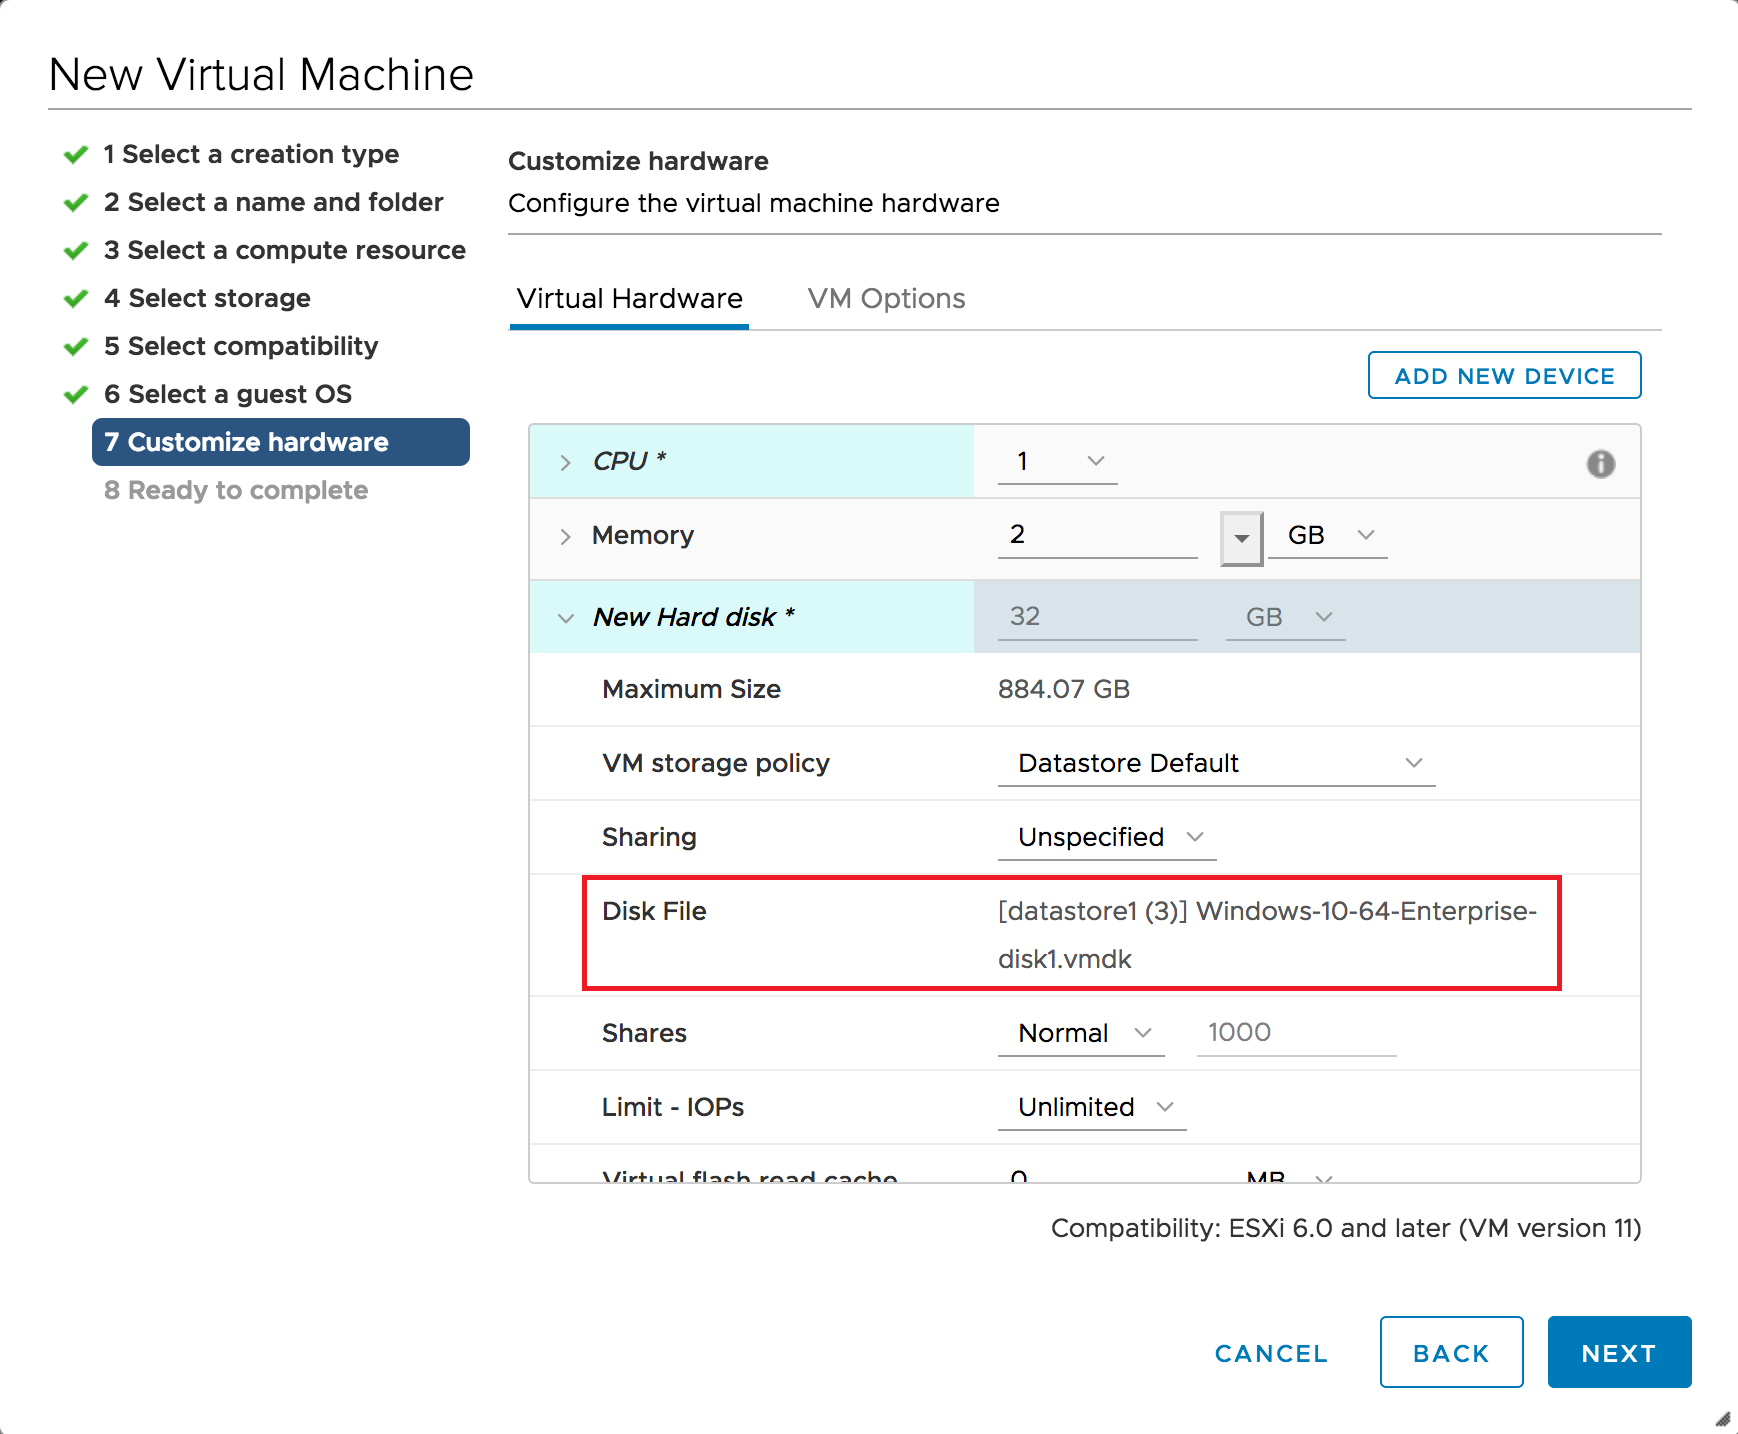 New Virtual Machine
1 Select a creation type
2 Select a name and folder
3 Select a compute resource
4 Select storage
5 Select compatibility
6 Select a guest OS
7 Customize hardware
8 Ready to complete
Customize hardware
Configure the virtual machine hardware
Virtual Hardware VM Options
ADD NEW DEVICE
CPU * 1
Memory 2 GB
New Hard disk * 32 GB
Maximum Size 884.07 GB
VM storage policy Datastore Default
Sharing Unspecified
Disk File [datastore1 (3)] Windows-10-64-Enterprise-
disk1.vmdk
Shares Normal 1000
Limit - IOPs Unlimited
Virtual flash read cache 0 MB
Compatibility: ESXi 6.0 and later (VM version 11)
CANCEL BACK NEXT